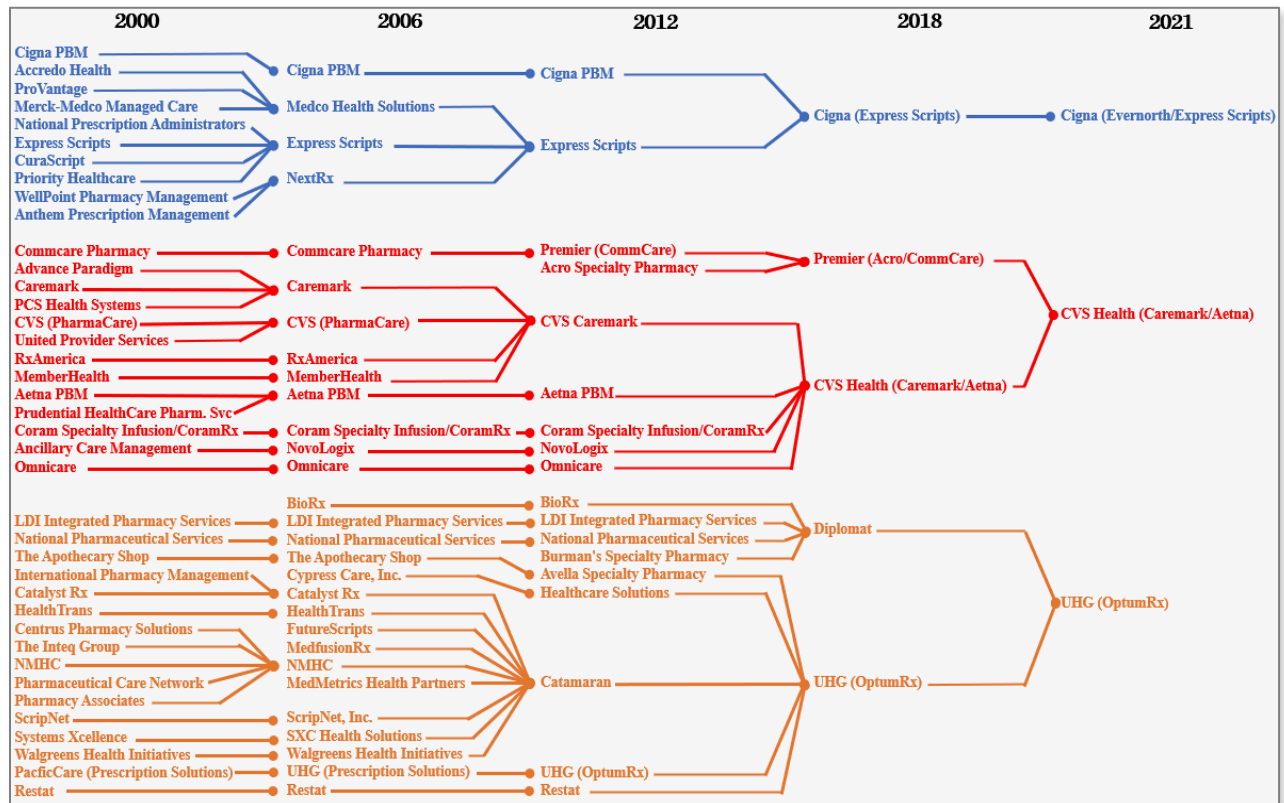 2000 2006 2012 2018 2021
Cigna PBM
Accredo Health Cigna PBM Cigna PBM
ProVantage
Merck-Medco Managed Care Medco Health Solutions
Cigna (Express Scripts) Cigna (Evernorth/Express Scripts)
National Prescription Administrators
Express Scripts Express Scripts Express Scripts
CuraScript
Priority Healthcare NextRx
WellPoint Pharmacy Management
Anthem Prescription Management
Commcare Pharmacy Commcare Pharmacy Premier (CommCare)
Premier (Acro/CommCare)
Advance Paradigm Acro Specialty Pharmacy
Caremark Caremark
PCS Health Systems
CVS Health (Caremark/Aetna)
CVS (PharmaCare) CVS (PharmaCare) CVS Caremark
United Provider Services
RxAmerica RxAmerica
MemberHealth MemberHealth
CVS Health (Caremark/Aetna)
Aetna PBM Aetna PBM Aetna PBM
Prudential HealthCare Pharm. Svc
Coram Specialty Infusion/CoramRx Coram Specialty Infusion/CoramRx Coram Specialty Infusion/CoramRx
Ancillary Care Management NovoLogix NovoLogix
Omnicare Omnicare Omnicare
BioRx BioRx
LDI Integrated Pharmacy Services LDI Integrated Pharmacy Services LDI Integrated Pharmacy Services
Diplomat
National Pharmaceutical Services National Pharmaceutical Services National Pharmaceutical Services
The Apothecary Shop The Apothecary Shop Burman's Specialty Pharmacy
International Pharmacy Management Cypress Care, Inc. Avella Specialty Pharmacy
Catalyst Rx Catalyst Rx Healthcare Solutions
UHG (OptumRx)
HealthTrans HealthTrans
Centrus Pharmacy Solutions FutureScripts
The Inteq Group MedfusionRx
NMHC NMHC
Pharmaceutical Care Network MedMetrics Health Partners Catamaran UHG (OptumRx)
Pharmacy Associates
ScripNet ScripNet, Inc.
Systems Xcellence SXC Health Solutions
Walgreens Health Initiatives Walgreens Health Initiatives
PacficCare (Prescription Solutions) UHG (Prescription Solutions) UHG (OptumRx)
Restat Restat Restat